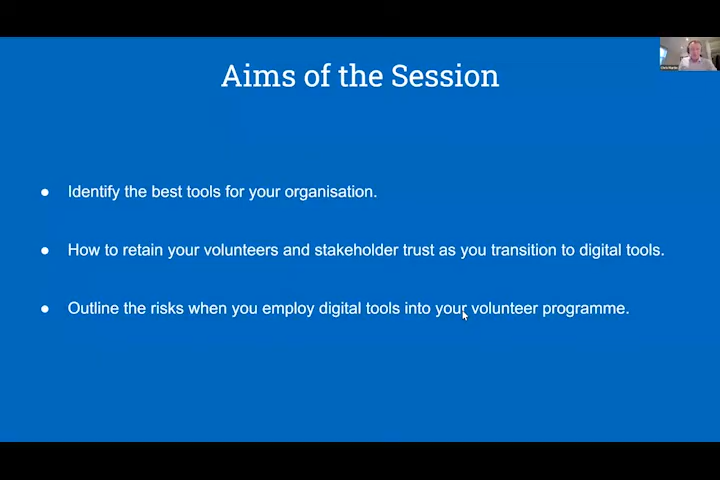 Aims of the Session
● Identify the best tools for your organisation.
● How to retain your volunteers and stakeholder trust as you transition to digital tools.
● Outline the risks when you employ digital tools into your volunteer programme.